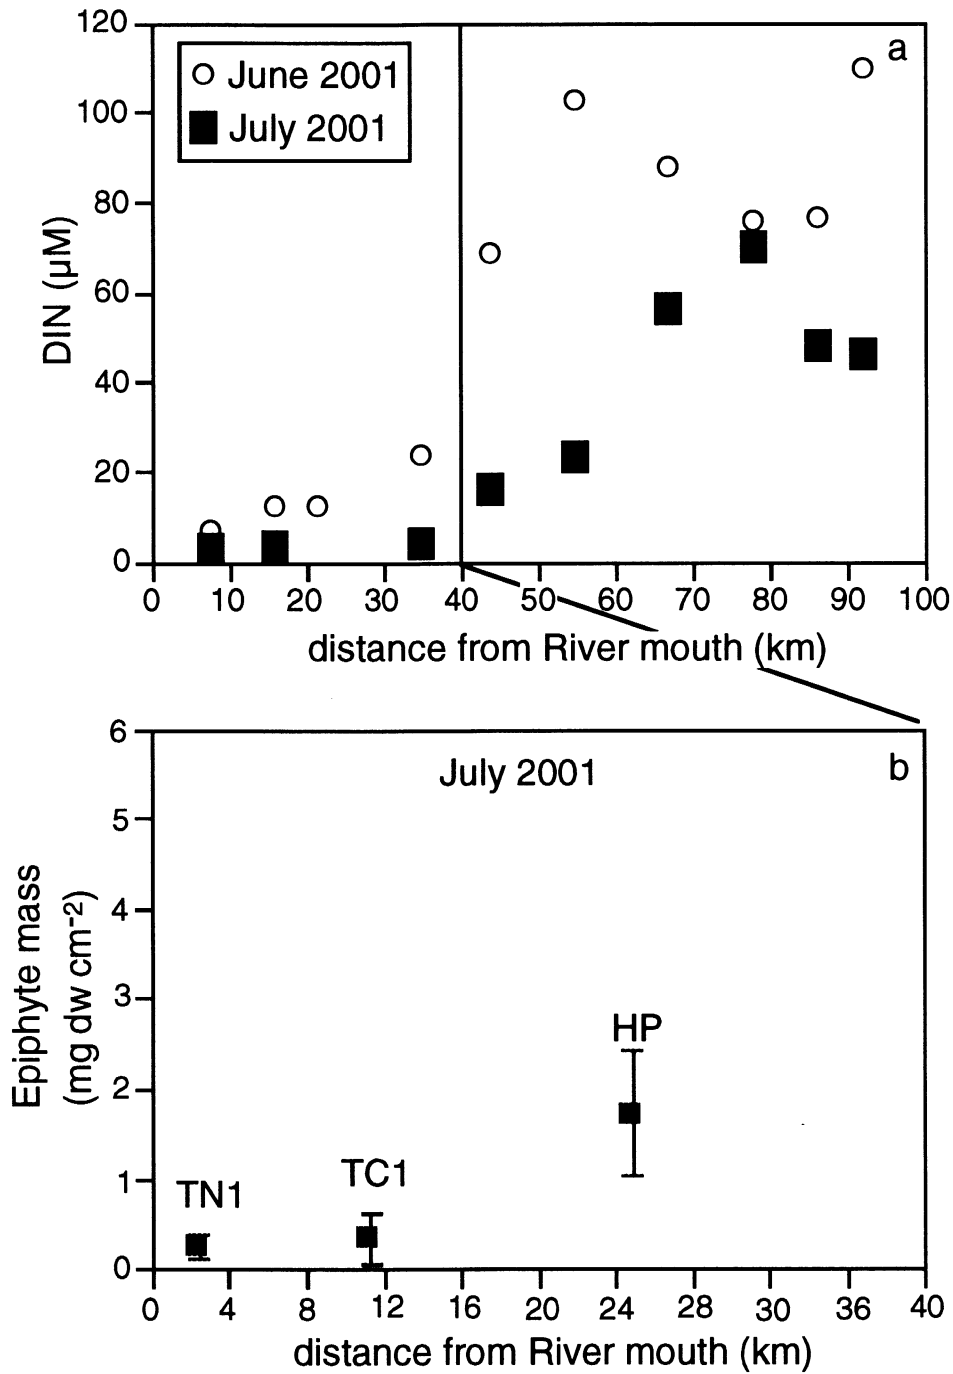 120
a
June 2001
July 2001
100
80
60
40
20
0
DIN (µM)
0 10 20 30 40 50 60 70 80 90 100
distance from River mouth (km)
6
July 2001
b
5
4
3
2
1
0
Epiphyte mass
(mg dw cm-2)
HP
TC1
TN1
0 4 8 12 16 20 24 28 30 36 40
distance from River mouth (km)